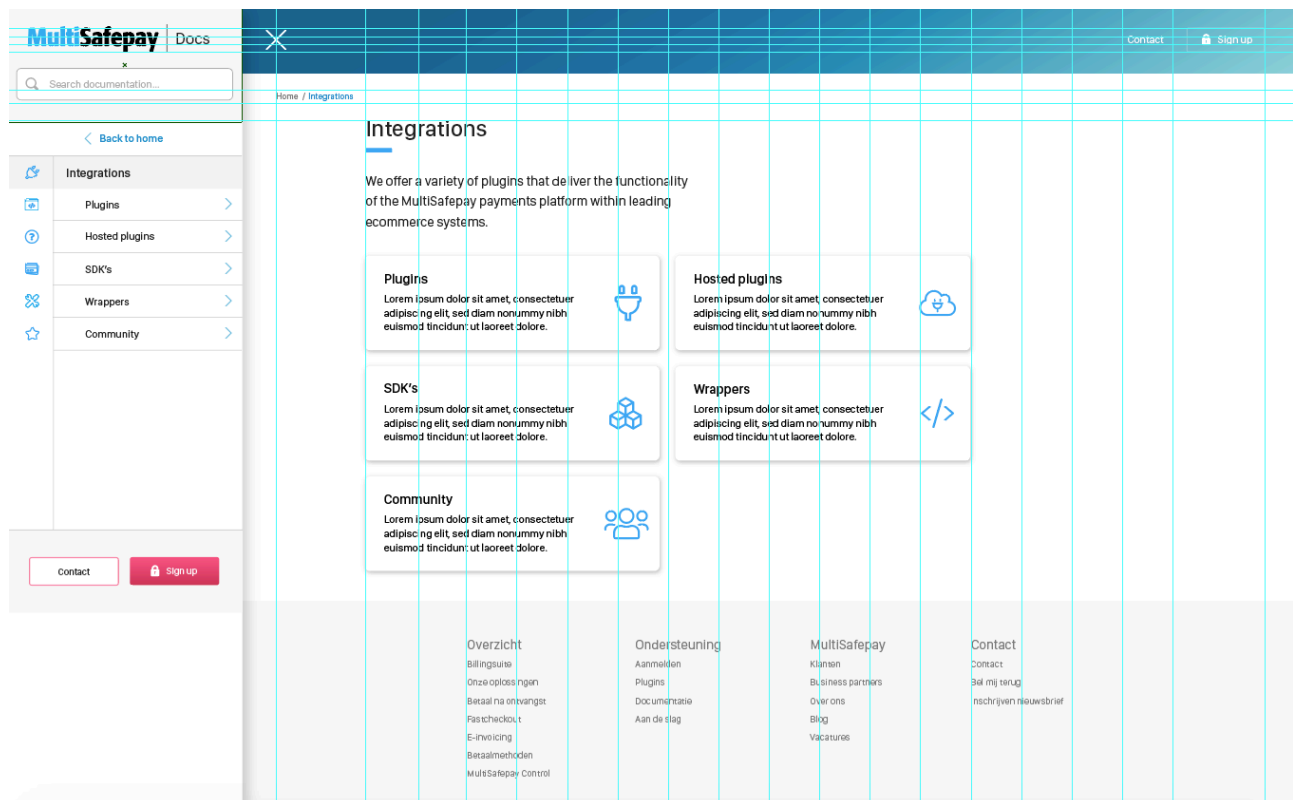 MultiSafepay Docs
Contact
Sign up
Search documentation...
Home / Integrations
Back to home
Integrations
Plugins
Hosted plugins
SDK's
Wrappers
Community
Contact
Sign up
Integrations
We offer a variety of plugins that deliver the functionality
of the MultiSafepay payments platform within leading
ecommerce systems.
Plugins
Lorem ipsum dolor sit amet, consectetuer
adipiscing elit, sed diam nonummy nibh
euismod tincidunt ut laoreet dolore.
Hosted plugins
Lorem ipsum dolor sit amet, consectetuer
adipiscing elit, sed diam nonummy nibh
euismod tincidunt ut laoreet dolore.
SDK's
Lorem ipsum dolor sit amet, consectetuer
adipiscing elit, sed diam nonummy nibh
euismod tincidunt ut laoreet dolore.
Wrappers
Lorem ipsum dolor sit amet, consectetuer
adipiscing elit, sed diam nonummy nibh
euismod tincidunt ut laoreet dolore.
Community
Lorem ipsum dolor sit amet, consectetuer
adipiscing elit, sed diam nonummy nibh
euismod tincidunt ut laoreet dolore.
Overzicht
Billingsuite
Onze oplossingen
Betaal na ontvangst
Fastcheckout
E-invoicing
Betaalmethoden
MultiSafepay Control
Ondersteuning
Aanmelden
Plugins
Documentatie
Aan de slag
MultiSafepay
Klanten
Business partners
Over ons
Blog
Vacatures
Contact
Contact
Bel mij terug
Inschrijven nieuwsbrief